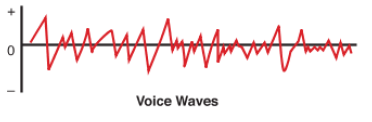 +
0
–
Voice Waves